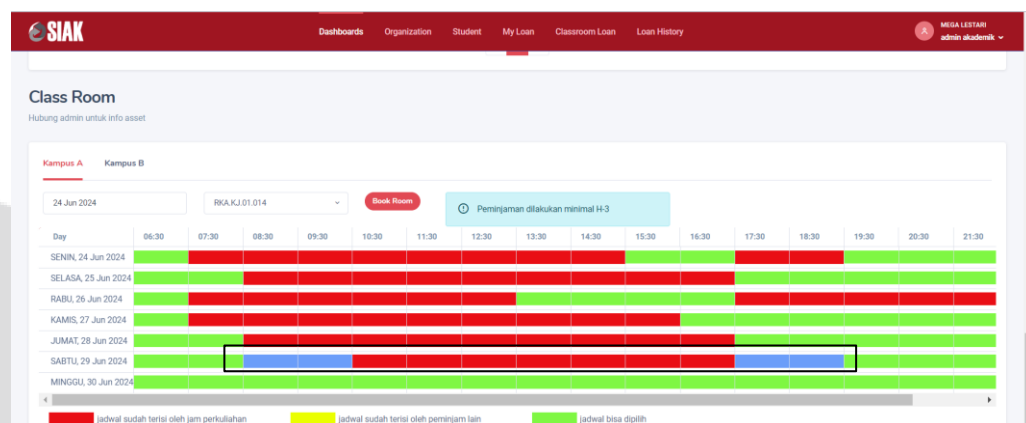 SIAK
Dashboards Organization Student My Loan Classroom Loan Loan History
MEGA LESTARI
admin akademik
Class Room
Hubung admin untuk info asset
Kampus A Kampus B
24 Jun 2024 RKA.KJ.01.014 Book Room Peminjaman dilakukan minimal H-3
Day 06:30 07:30 08:30 09:30 10:30 11:30 12:30 13:30 14:30 15:30 16:30 17:30 18:30 19:30 20:30 21:30
SENIN, 24 Jun 2024
SELASA, 25 Jun 2024
RABU, 26 Jun 2024
KAMIS, 27 Jun 2024
JUMAT, 28 Jun 2024
SABTU, 29 Jun 2024
MINGGU, 30 Jun 2024
jadwal sudah terisi oleh jam perkuliahan jadwal sudah terisi oleh peminjam lain jadwal bisa dipilih